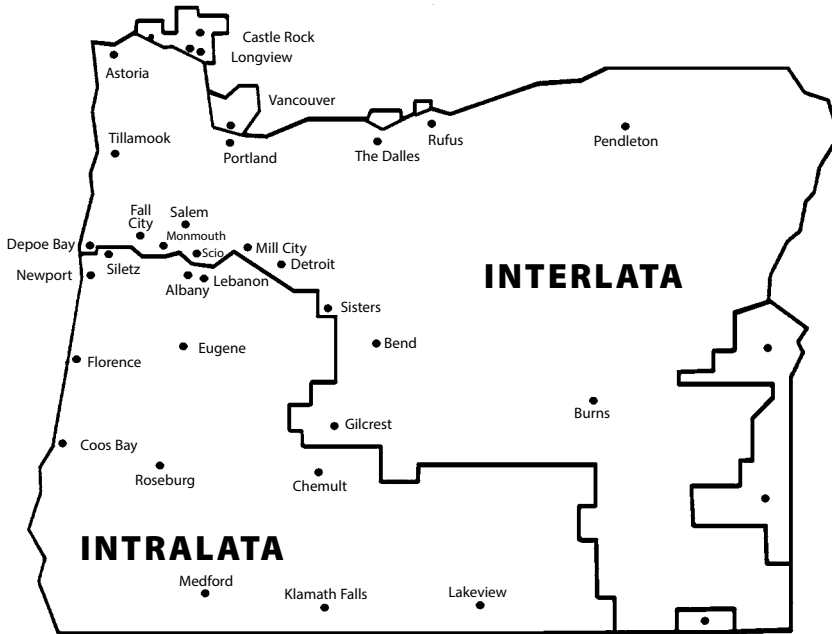 Castle Rock
Longview
Astoria
Vancouver
Tillamook
Portland
The Dalles
Rufus
Pendleton
Fall
City
Salem
Depoe Bay
Monmouth
Scio
Mill City
Siletz
Detroit
Newport
Albany
Lebanon
INTERLATA
Sisters
Florence
Eugene
Bend
Burns
Gilcrest
Coos Bay
Roseburg
Chemult
INTRALATA
Medford
Klamath Falls
Lakeview